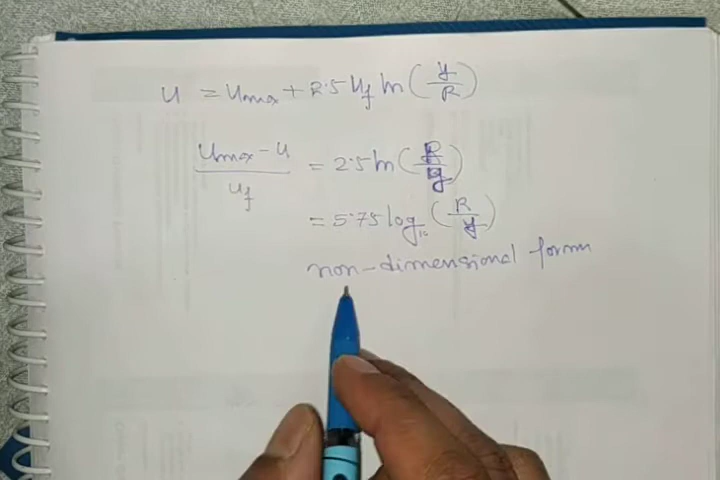 u = umax + 2.5 uf ln (y/R)
umax - u / uf = 2.5 ln (R/y)
= 5.75 log10 (R/y)
non-dimensional form